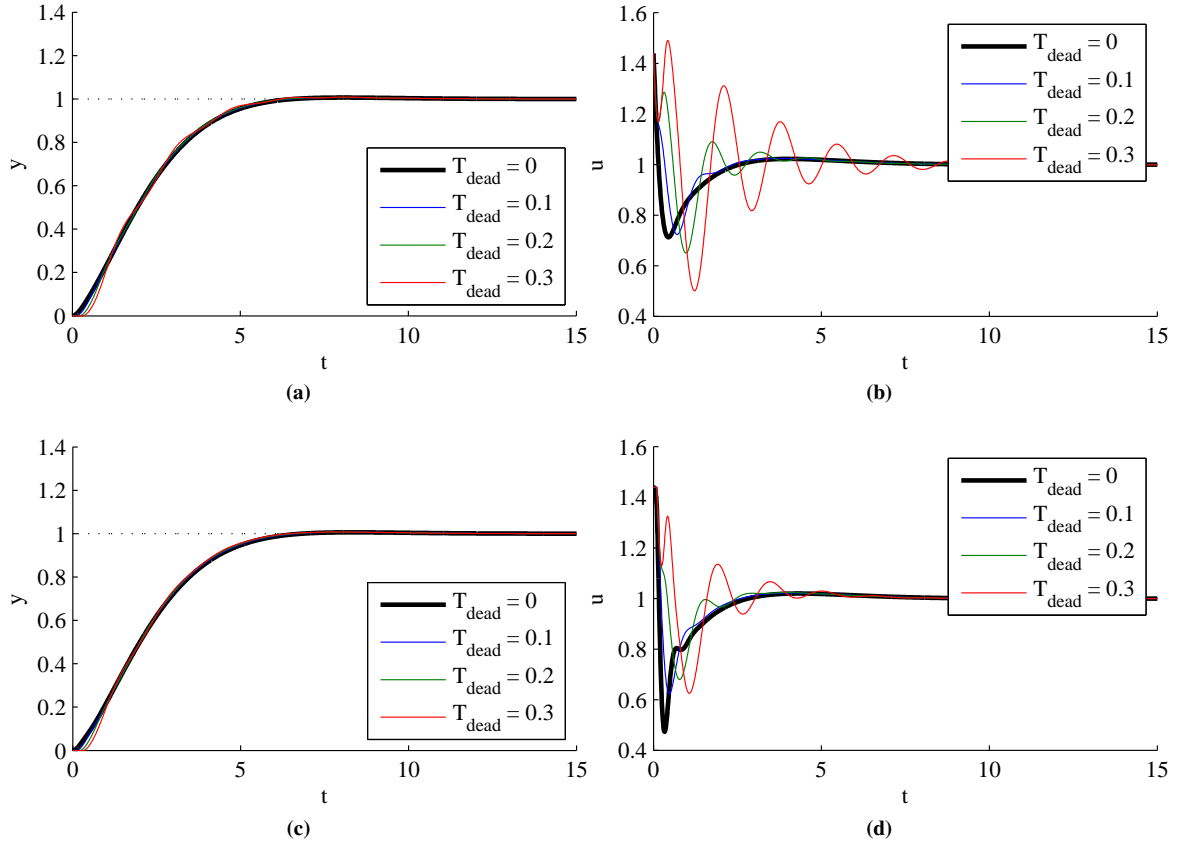 1.4
1.2
1
0.8
0.6
0.4
0.2
0
y
0 5 10 15
t
T_dead = 0
T_dead = 0.1
T_dead = 0.2
T_dead = 0.3
(a)
1.6
1.4
1.2
1
0.8
0.6
0.4
u
0 5 10 15
t
T_dead = 0
T_dead = 0.1
T_dead = 0.2
T_dead = 0.3
(b)
1.4
1.2
1
0.8
0.6
0.4
0.2
0
y
0 5 10 15
t
T_dead = 0
T_dead = 0.1
T_dead = 0.2
T_dead = 0.3
(c)
1.6
1.4
1.2
1
0.8
0.6
0.4
u
0 5 10 15
t
T_dead = 0
T_dead = 0.1
T_dead = 0.2
T_dead = 0.3
(d)